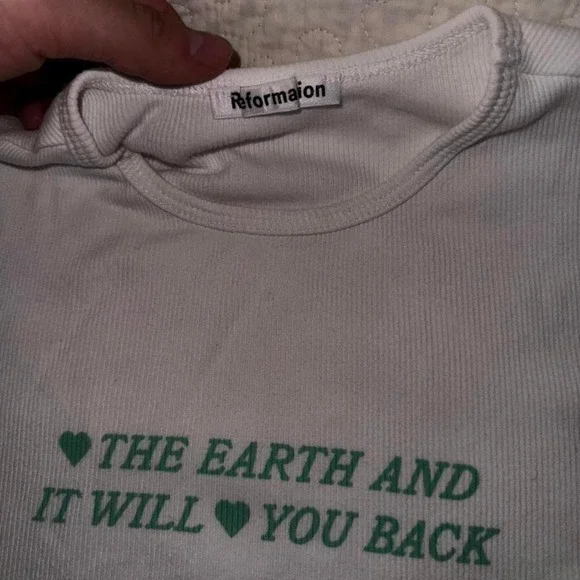 Reformaion
♥ THE EARTH AND
IT WILL ♥ YOU BACK